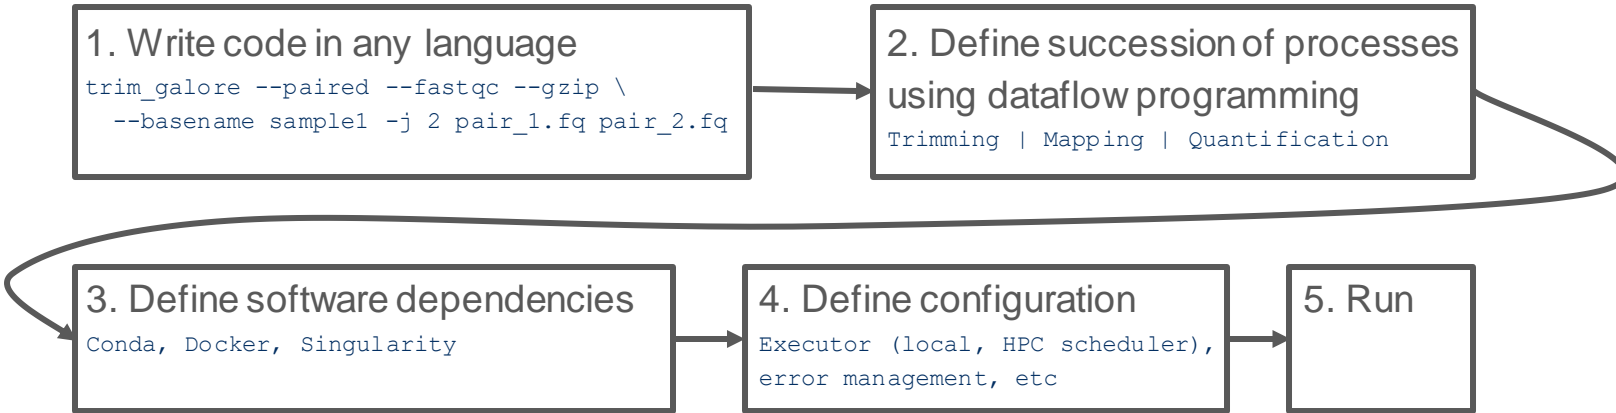 1. Write code in any language
trim_galore --paired --fastqc --gzip \
--basename sample1 -j 2 pair_1.fq pair_2.fq
2. Define succession of processes
using dataflow programming
Trimming | Mapping | Quantification
3. Define software dependencies
Conda, Docker, Singularity
4. Define configuration
Executor (local, HPC scheduler),
error management, etc
5. Run